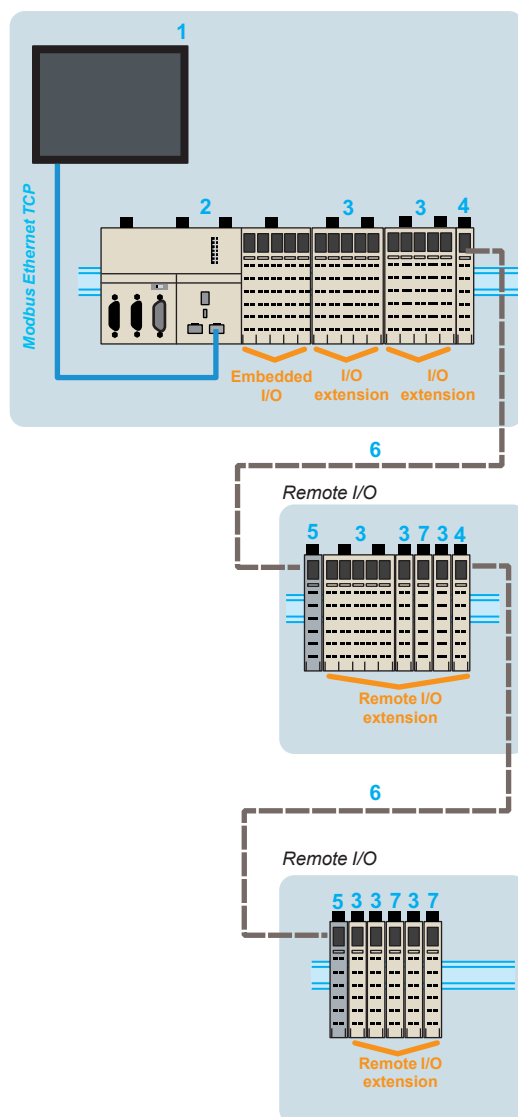 1
Modbus Ethernet TCP
2 3 3 4
Embedded I/O
I/O extension
I/O extension
6
Remote I/O
5 3 3 7 3 4
Remote I/O extension
6
Remote I/O
5 3 3 7 3 7
Remote I/O extension